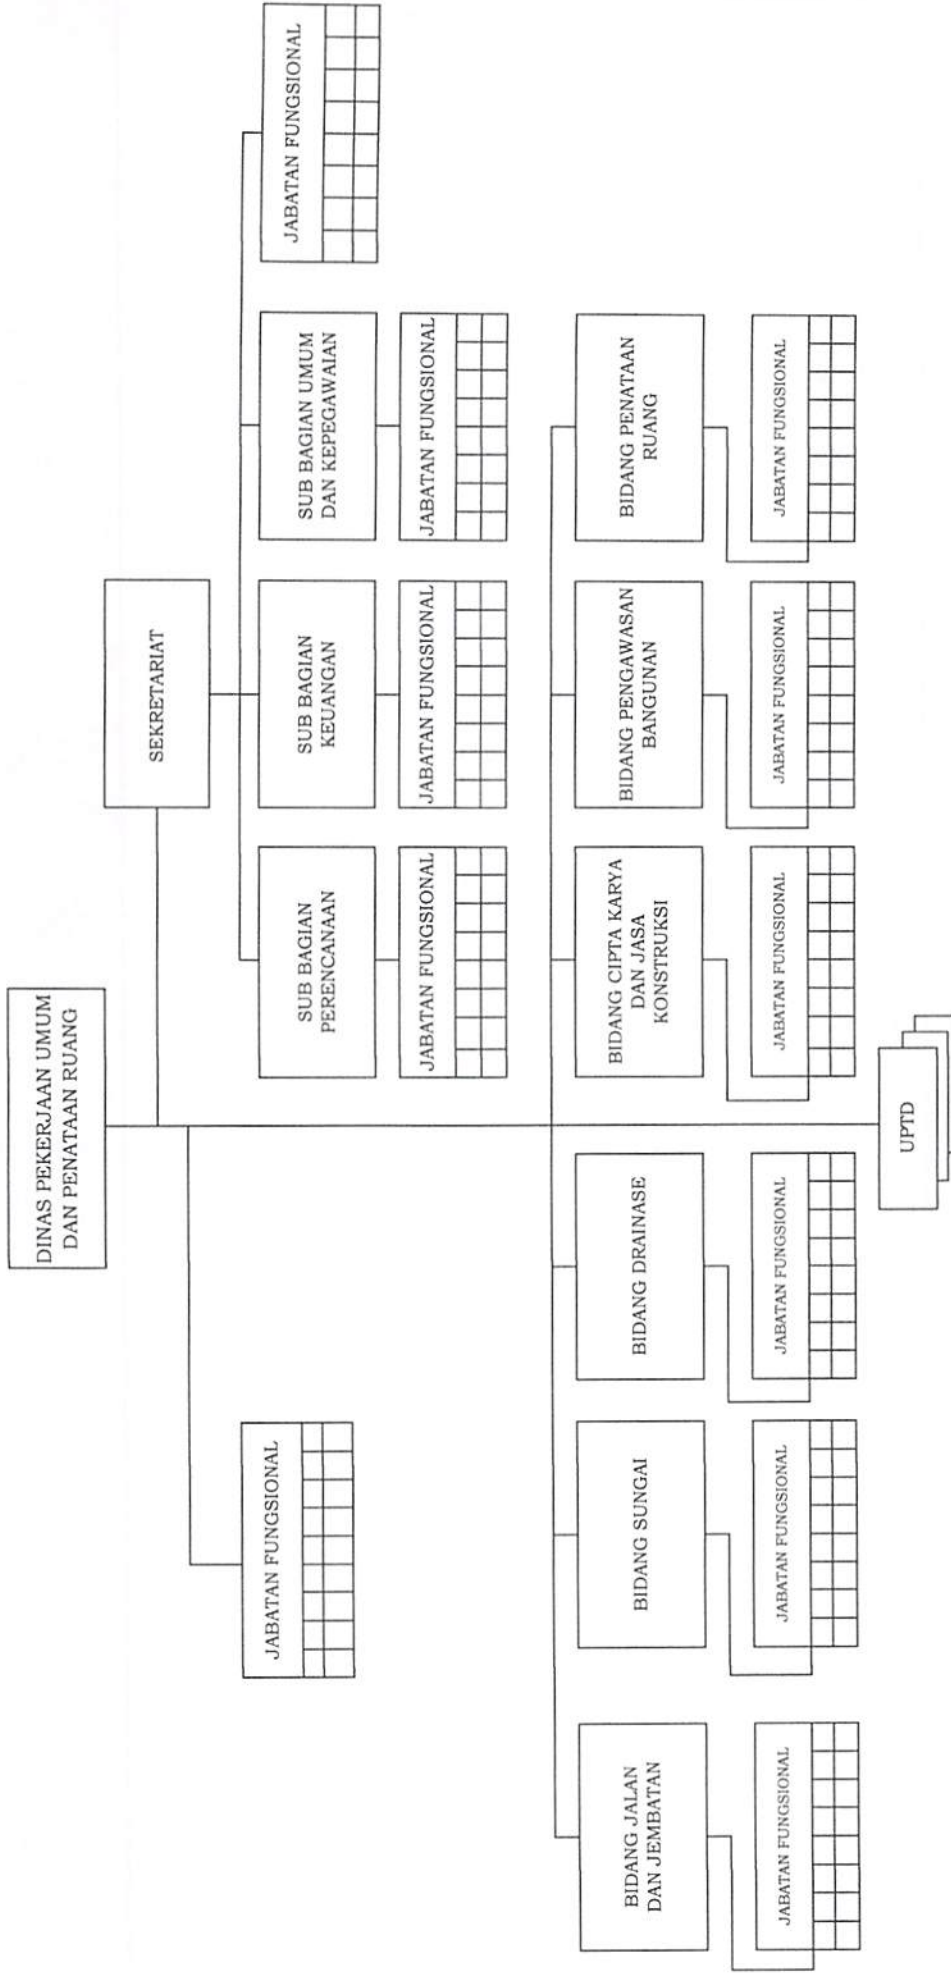 DINAS PEKERJAAN UMUM
DAN PENATAAN RUANG
SEKRETARIAT
JABATAN FUNGSIONAL
SUB BAGIAN
PERENCANAAN
SUB BAGIAN
KEUANGAN
SUB BAGIAN UMUM
DAN KEPEGAWAIAN
JABATAN FUNGSIONAL
JABATAN FUNGSIONAL
JABATAN FUNGSIONAL
JABATAN FUNGSIONAL
BIDANG JALAN
DAN JEMBATAN
BIDANG SUNGAI
BIDANG DRAINASE
BIDANG CIPTA KARYA
DAN JASA
KONSTRUKSI
BIDANG PENGAWASAN
BANGUNAN
BIDANG PENATAAN
RUANG
JABATAN FUNGSIONAL
JABATAN FUNGSIONAL
JABATAN FUNGSIONAL
JABATAN FUNGSIONAL
JABATAN FUNGSIONAL
JABATAN FUNGSIONAL
UPTD